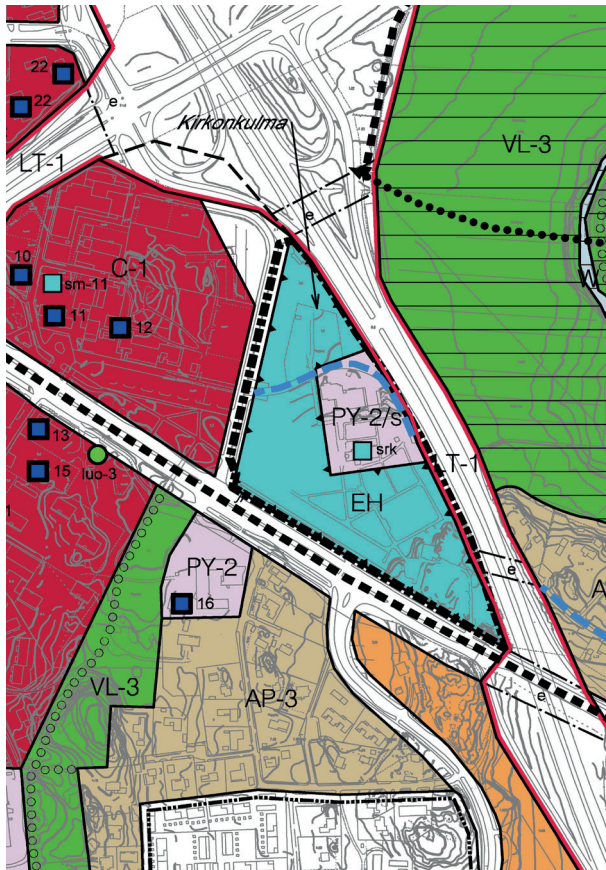 22
22
e
Kirkonkulma
LT-1
VL-3
e
10
C-1
W
sm-11
11
12
13
PY-2/s
srk
luo-3
T-1
15
EH
1
e
A
PY-2
16
VL-3
AP-3
e